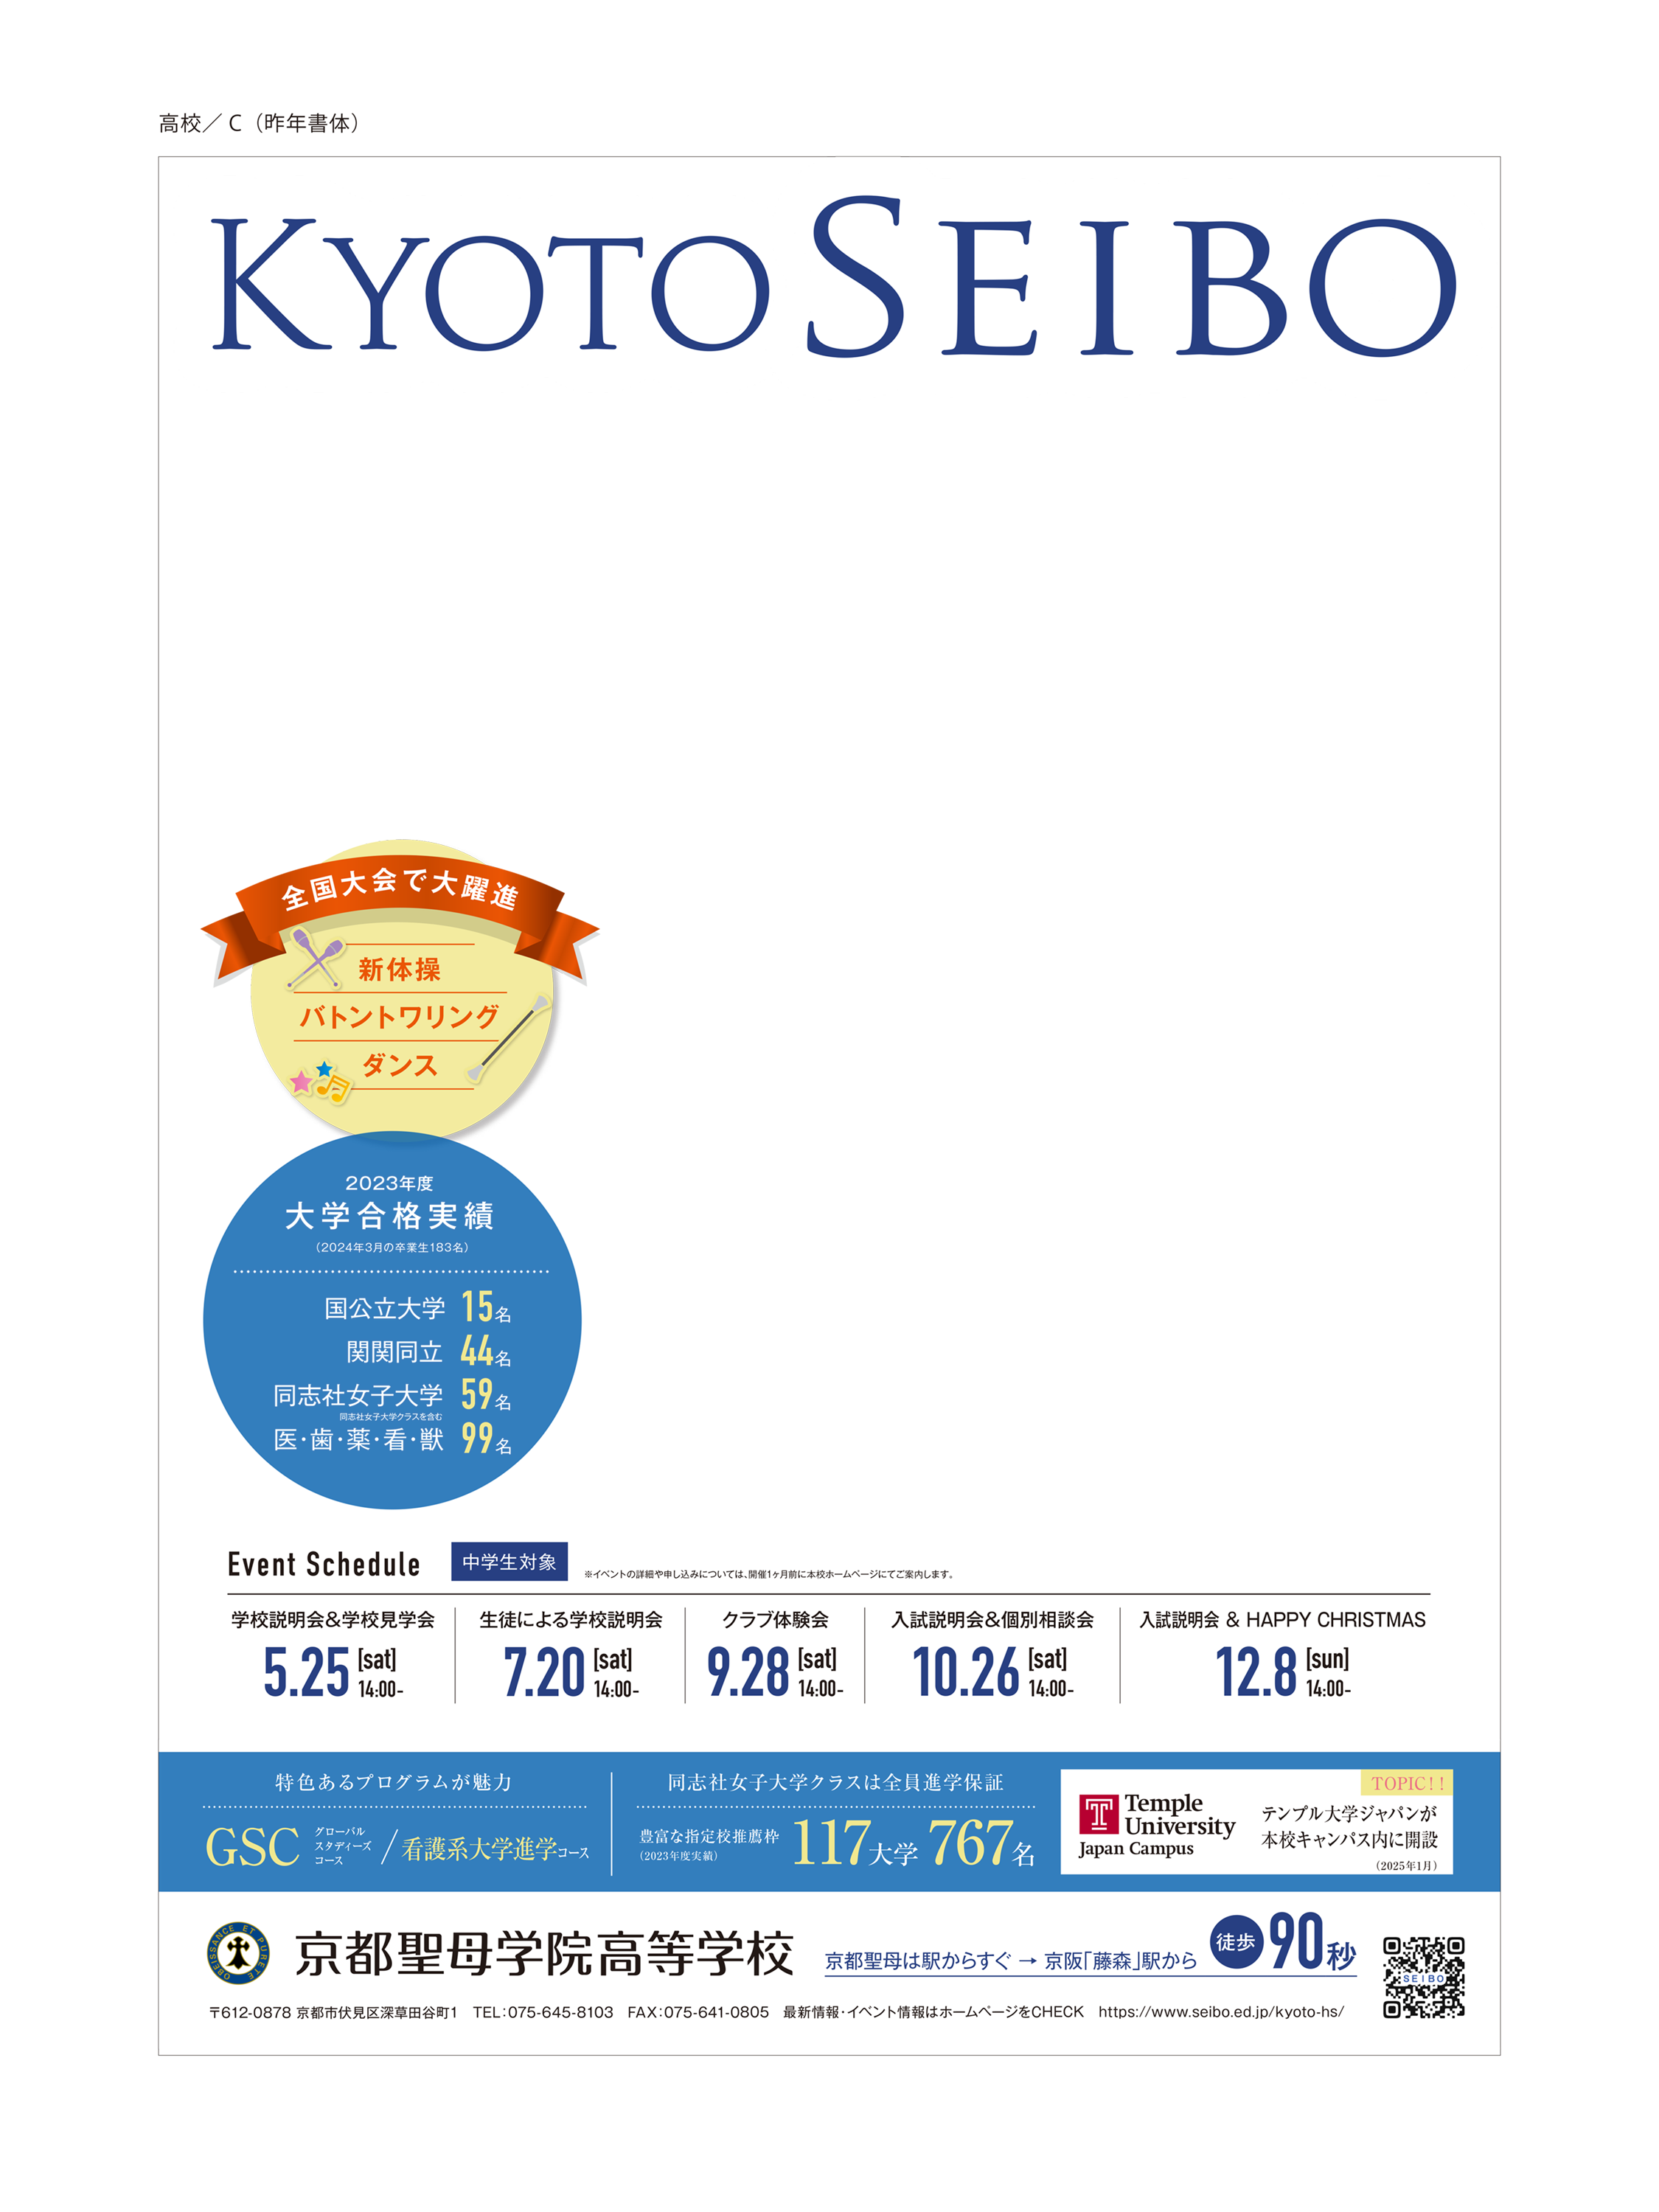 高校／C（昨年書体）
KYOTO SEIBO
全国大会で大躍進
新体操
バトントワリング
ダンス
2023年度
大学合格実績
（2024年3月の卒業生183名）
国公立大学 15名
関関同立 44名
同志社女子大学 59名
同志社女子大学クラスを含む
医・歯・薬・看・獣 99名
Event Schedule 中学生対象 ※イベントの詳細や申し込みについては、開催1ヶ月前に本校ホームページにてご案内します。
学校説明会&学校見学会
5.25 [sat] 14:00-
生徒による学校説明会
7.20 [sat] 14:00-
クラブ体験会
9.28 [sat] 14:00-
入試説明会&個別相談会
10.26 [sat] 14:00-
入試説明会 & HAPPY CHRISTMAS
12.8 [sun] 14:00-
特色あるプログラムが魅力
GSC グローバルスタディーズコース／看護系大学進学コース
同志社女子大学クラスは全員進学保証
豊富な指定校推薦枠（2023年度実績） 117大学 767名
TOPIC!!
Temple
University
Japan Campus
テンプル大学ジャパンが
本校キャンパス内に開設
（2025年1月）
OBEISSANCE ET PURETE
京都聖母学院高等学校
京都聖母は駅からすぐ → 京阪「藤森」駅から 徒歩 90秒
SEIBO
〒612-0878 京都市伏見区深草田谷町1 TEL:075-645-8103 FAX:075-641-0805 最新情報・イベント情報はホームページをCHECK https://www.seibo.ed.jp/kyoto-hs/